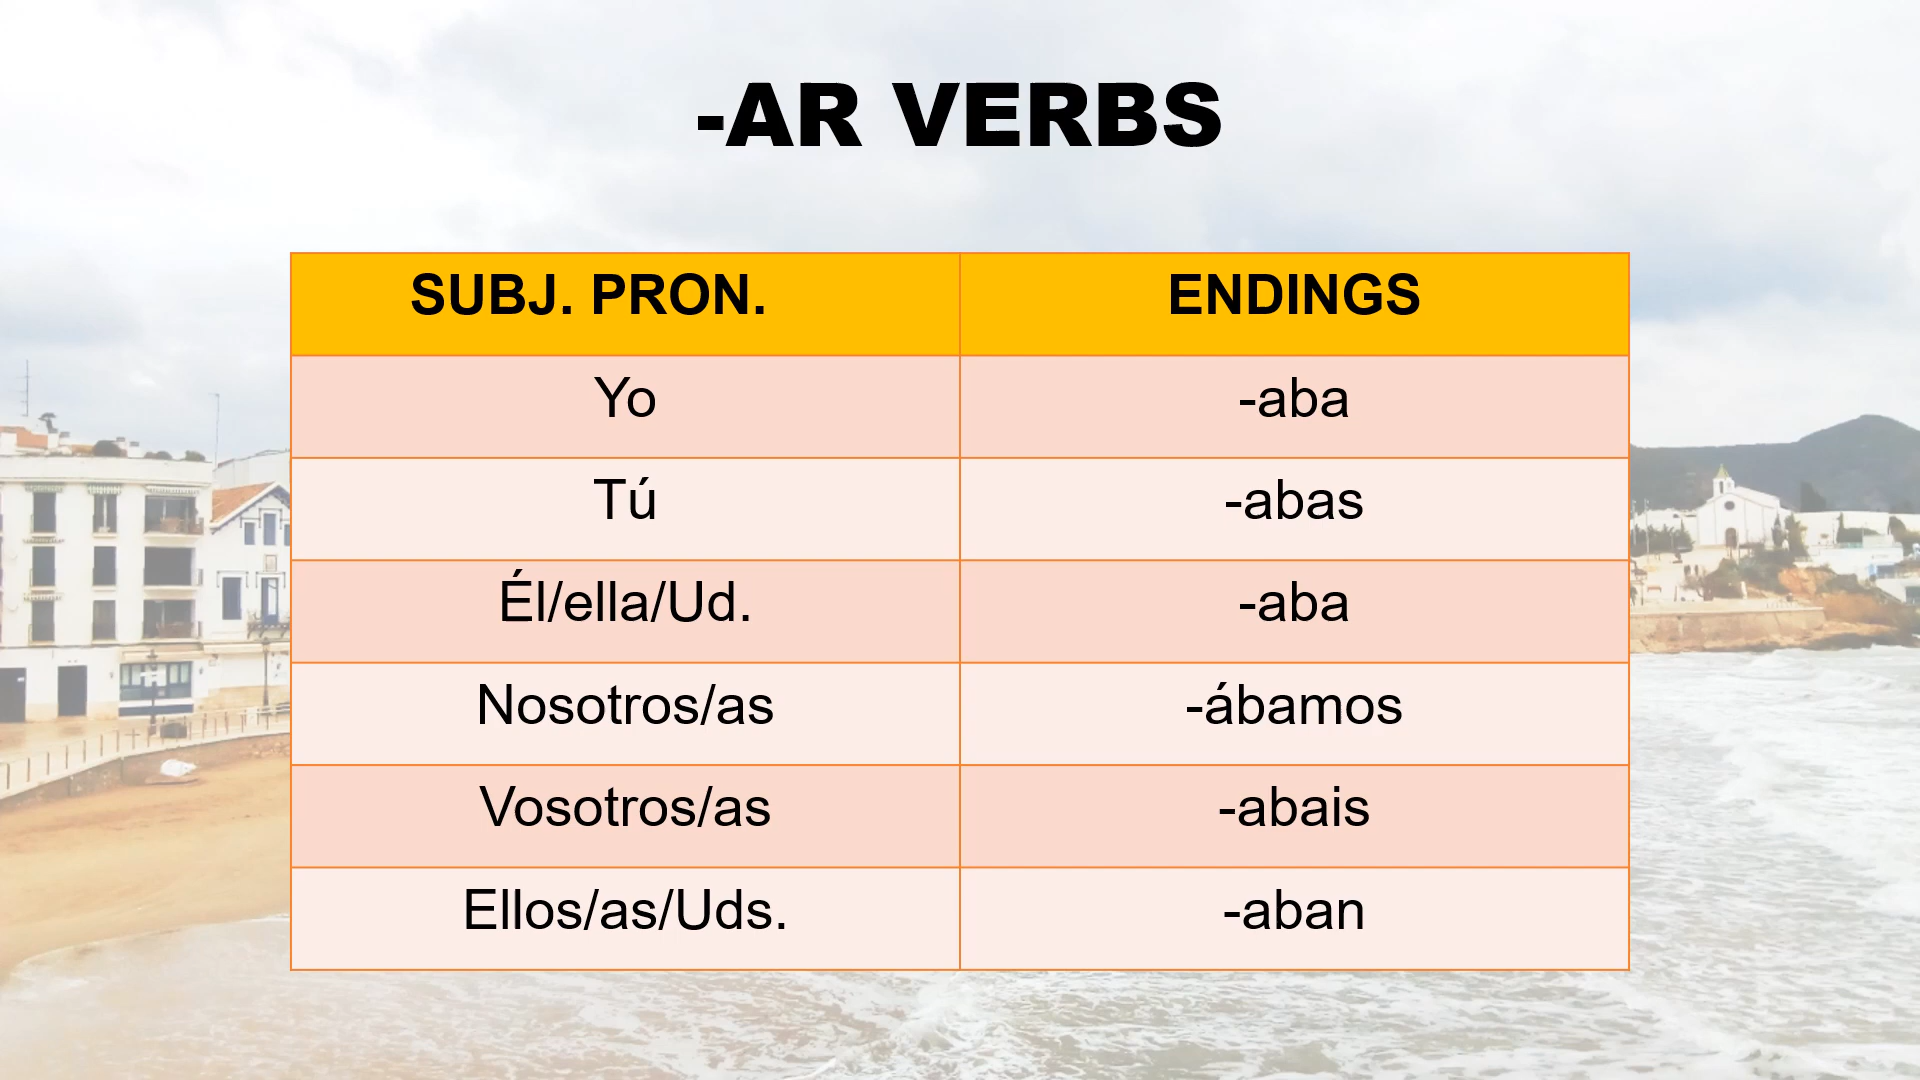 -AR VERBS
SUBJ. PRON. ENDINGS
Yo -aba
Tú -abas
Él/ella/Ud. -aba
Nosotros/as -ábamos
Vosotros/as -abais
Ellos/as/Uds. -aban